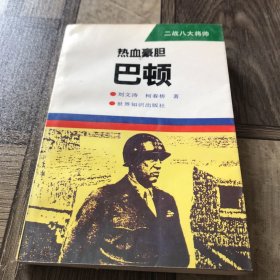 二战八大将帅
热血豪胆
巴顿
●刘文涛 柯春桥 著
●世界知识出版社